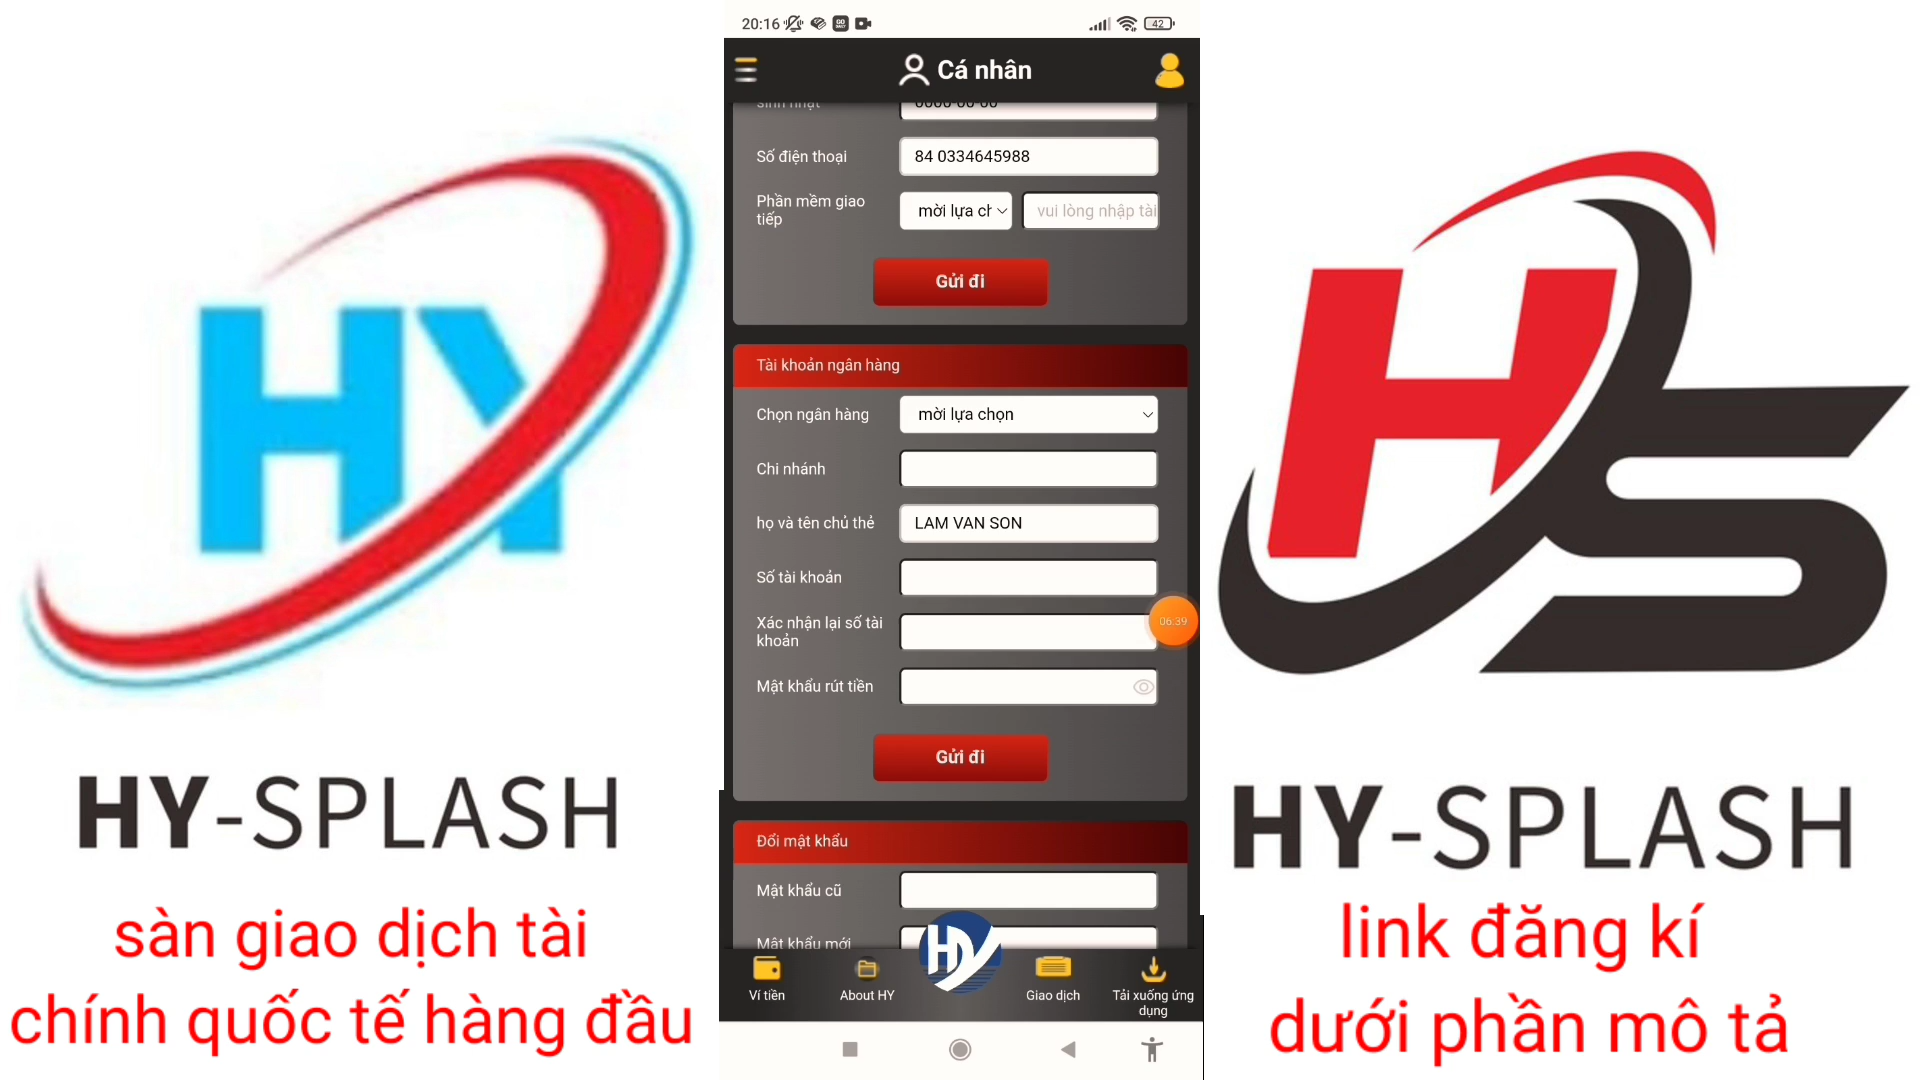 HY
HY-SPLASH
sàn giao dịch tài
chính quốc tế hàng đầu
20:16
42
Cá nhân
sinh nhật
0000-00-00
Số điện thoại
84 0334645988
Phần mềm giao
tiếp
mời lựa ch
vui lòng nhập tài
Gửi đi
Tài khoản ngân hàng
Chọn ngân hàng
mời lựa chọn
Chi nhánh
họ và tên chủ thẻ
LAM VAN SON
Số tài khoản
Xác nhận lại số tài
khoản
06:39
Mật khẩu rút tiền
Gửi đi
Đổi mật khẩu
Mật khẩu cũ
Mật khẩu mới
HY
Ví tiền
About HY
Giao dịch
Tải xuống ứng
dụng
HS
HY-SPLASH
link đăng kí
dưới phần mô tả